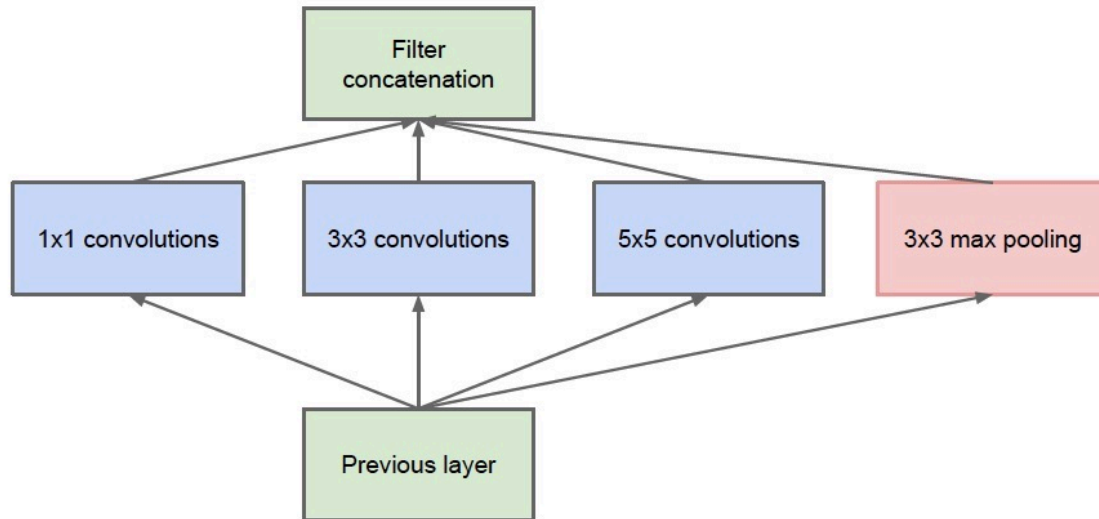 Filter
concatenation
1x1 convolutions
3x3 convolutions
5x5 convolutions
3x3 max pooling
Previous layer